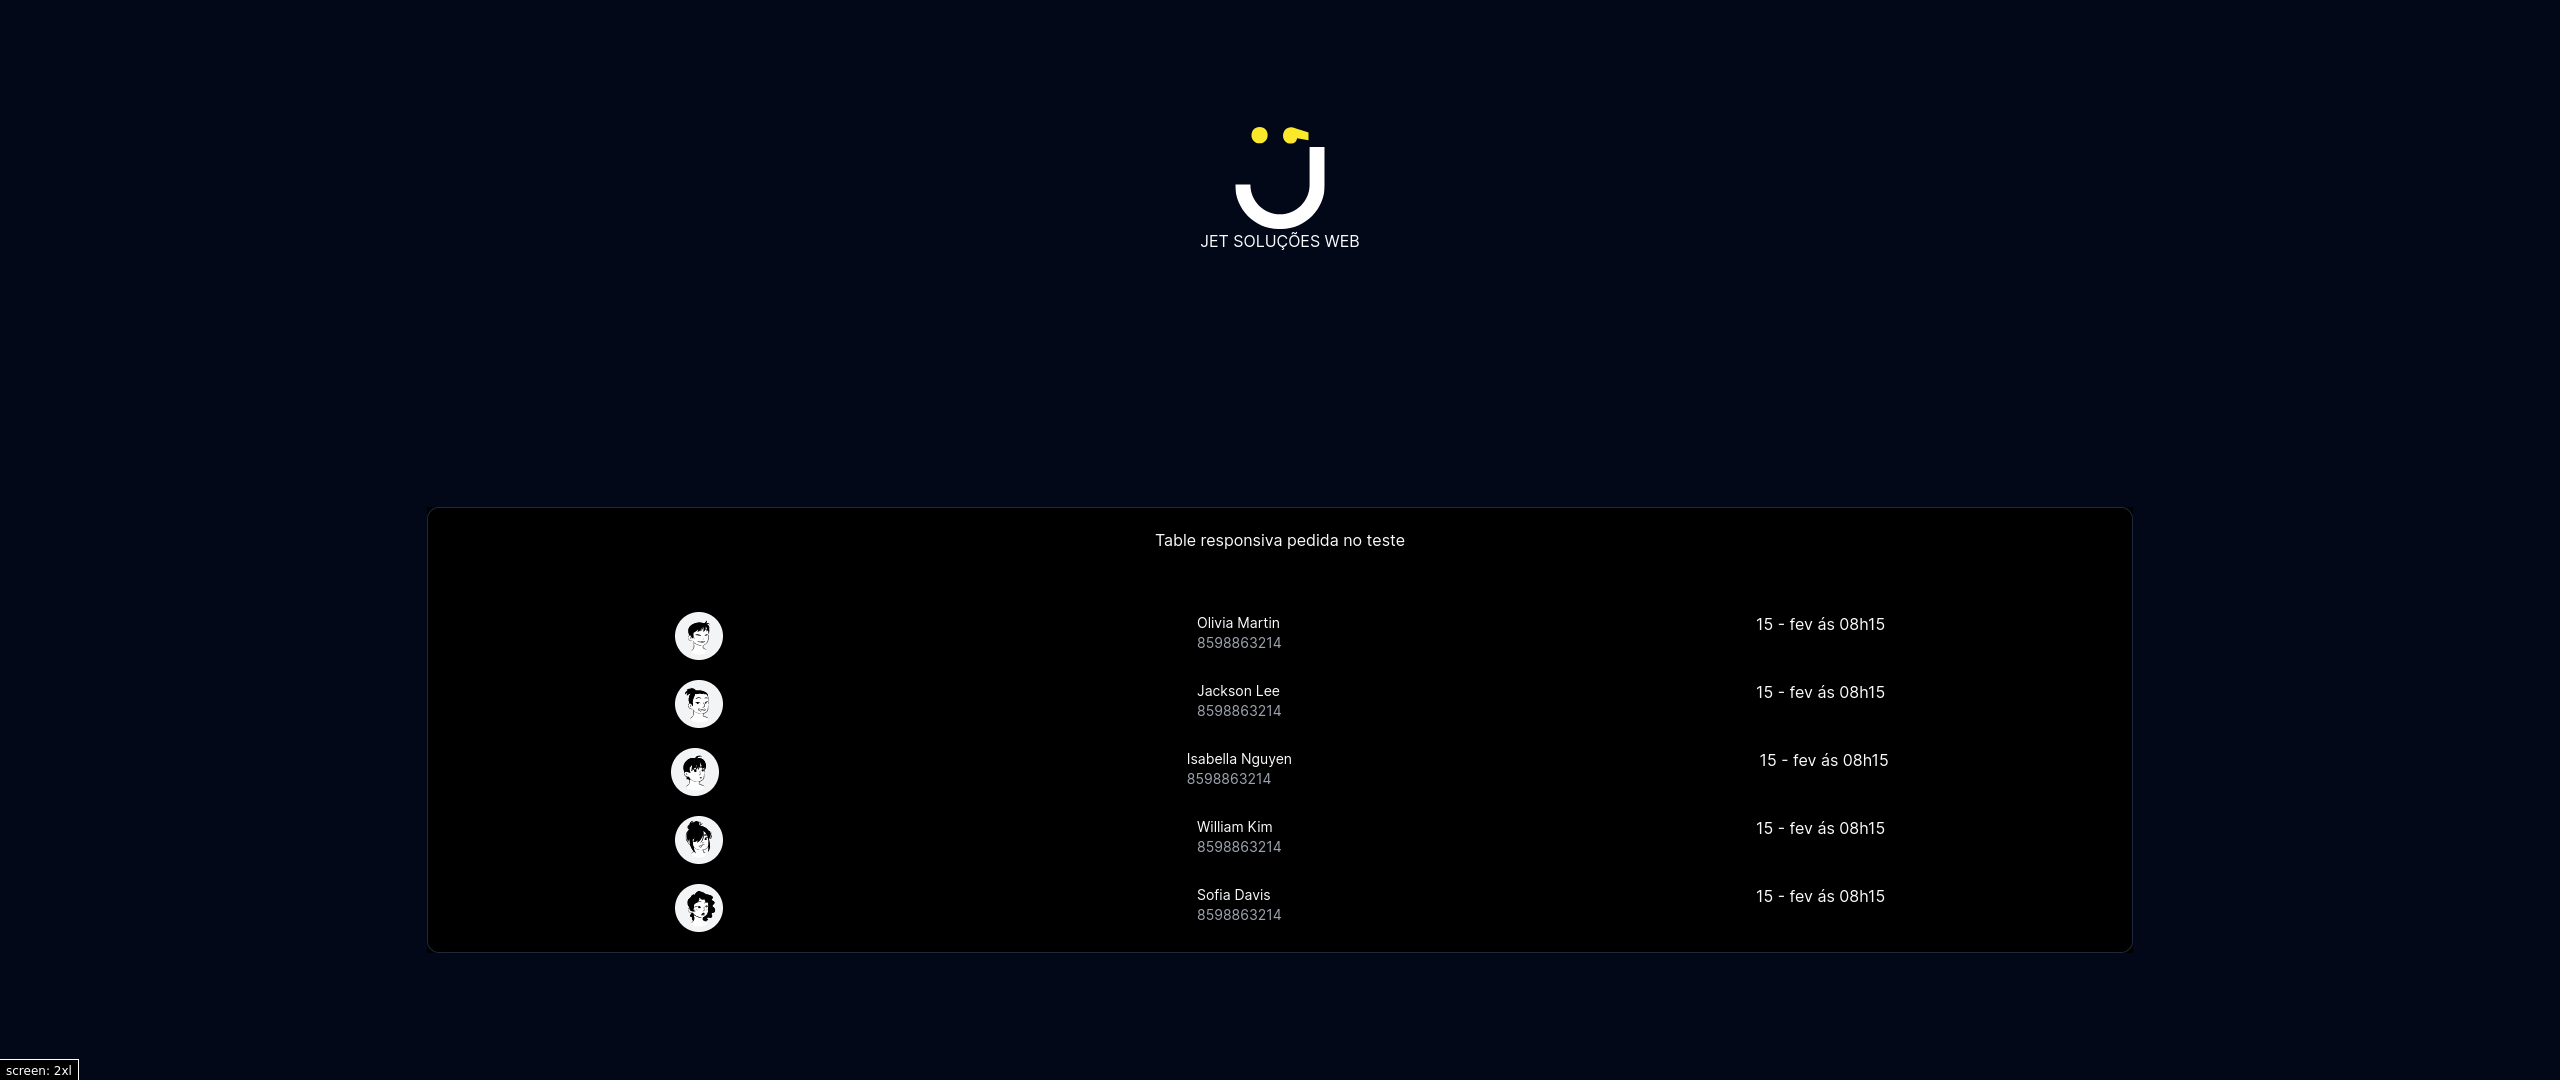 JET SOLUÇÕES WEB
Table responsiva pedida no teste
Olivia Martin
8598863214
15 - fev ás 08h15
Jackson Lee
8598863214
15 - fev ás 08h15
Isabella Nguyen
8598863214
15 - fev ás 08h15
William Kim
8598863214
15 - fev ás 08h15
Sofia Davis
8598863214
15 - fev ás 08h15
screen: 2xl